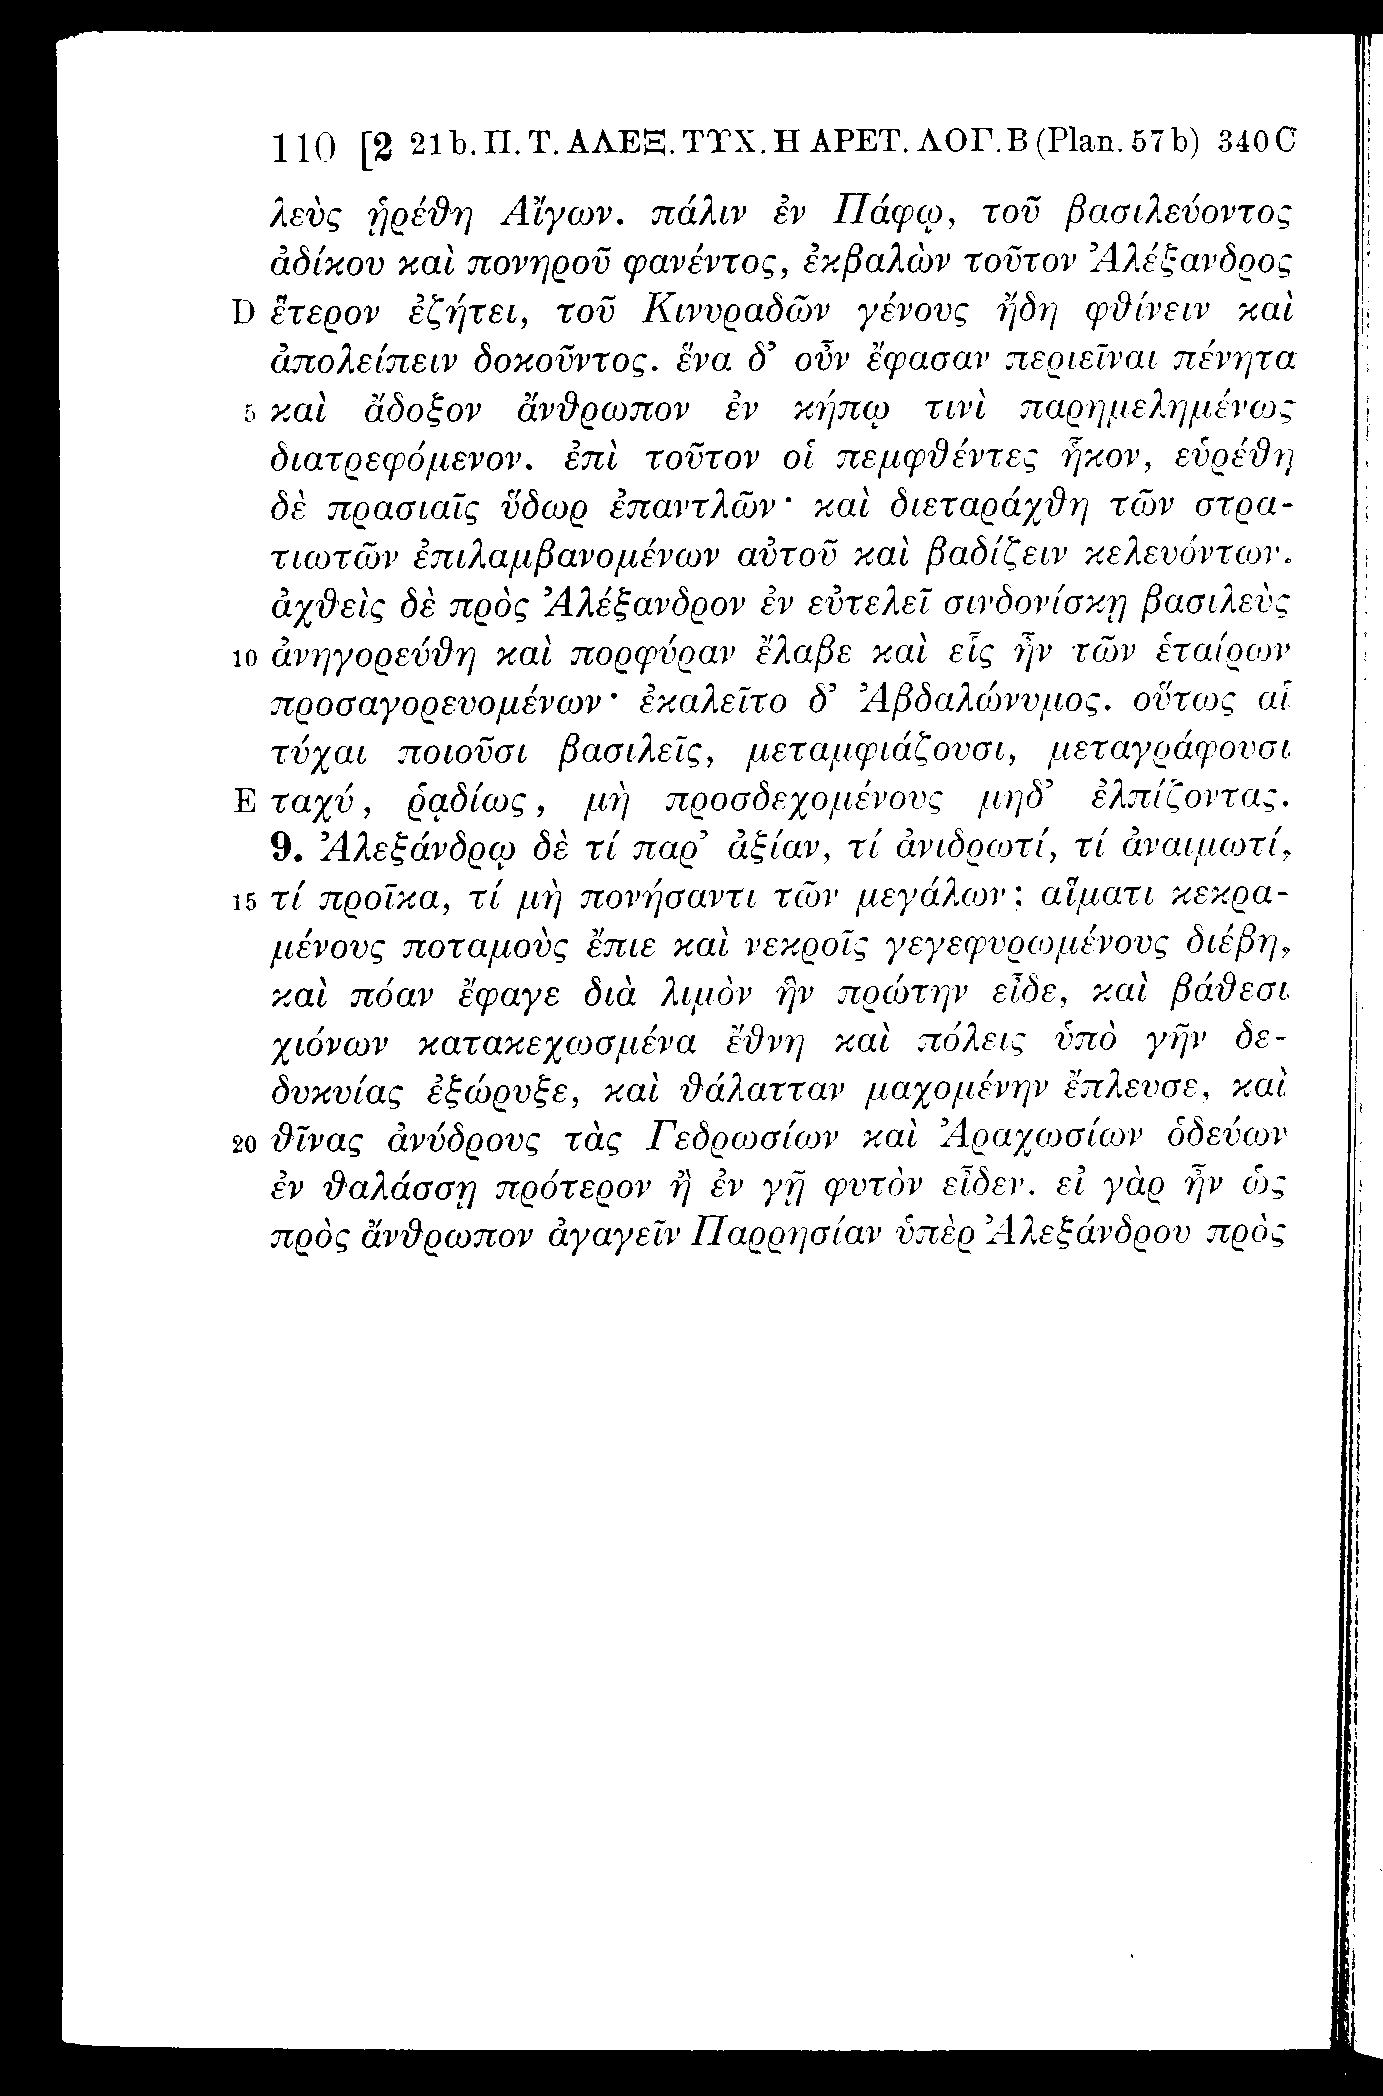 110 [2 21b. Π. Τ. ΑΛΕΞ. ΤΥΧ. Η ΑΡΕΤ. ΛΟΓ. Β (Plan. 57b) 340 C
λεὺς ᾑρέθη Αἴγων. πάλιν ἐν Πάφῳ, τοῦ βασιλεύοντος
ἀδίκου καὶ πονηροῦ φανέντος, ἐκβαλὼν τοῦτον Ἀλέξανδρος
D ἕτερον ἐζήτει, τοῦ Κινυραδῶν γένους ἤδη φθίνειν καὶ
ἀπολείπειν δοκοῦντος. ἕνα δ’ οὖν ἔφασαν περιεῖναι πένητα
5 καὶ ἄδοξον ἄνθρωπον ἐν κήπῳ τινὶ παρημελημένως
διατρεφόμενον. ἐπὶ τοῦτον οἱ πεμφθέντες ἧκον, εὑρέθη
δὲ πρασιαῖς ὕδωρ ἐπαντλῶν· καὶ διεταράχθη τῶν στρα-
τιωτῶν ἐπιλαμβανομένων αὐτοῦ καὶ βαδίζειν κελευόντων.
ἀχθεὶς δὲ πρὸς Ἀλέξανδρον ἐν εὐτελεῖ σινδονίσκῃ βασιλεὺς
10 ἀνηγορεύθη καὶ πορφύραν ἔλαβε καὶ εἷς ἦν τῶν ἑταίρων
προσαγορευομένων· ἐκαλεῖτο δ’ Ἀβδαλώνυμος. οὕτως αἱ
τύχαι ποιοῦσι βασιλεῖς, μεταμφιάζουσι, μεταγράφουσι
E ταχύ, ῥᾳδίως, μὴ προσδεχομένους μηδ’ ἐλπίζοντας.
9. Ἀλεξάνδρῳ δὲ τί παρ’ ἀξίαν, τί ἀνιδρωτί, τί ἀναιμωτί,
15 τί προῖκα, τί μὴ πονήσαντι τῶν μεγάλων; αἵματι κεκρα-
μένους ποταμοὺς ἔπιε καὶ νεκροῖς γεγεφυρωμένους διέβη,
καὶ πόαν ἔφαγε διὰ λιμὸν ἣν πρώτην εἶδε, καὶ βάθεσι
χιόνων κατακεχωσμένα ἔθνη καὶ πόλεις ὑπὸ γῆν δε-
δυκυίας ἐξώρυξε, καὶ θάλατταν μαχομένην ἔπλευσε, καὶ
20 θῖνας ἀνύδρους τὰς Γεδρωσίων καὶ Ἀραχωσίων ὁδεύων
ἐν θαλάσσῃ πρότερον ἢ ἐν γῇ φυτὸν εἶδεν. εἰ γὰρ ἦν ὡς
πρὸς ἄνθρωπον ἀγαγεῖν Παρρησίαν ὑπὲρ Ἀλεξάνδρου πρὸς